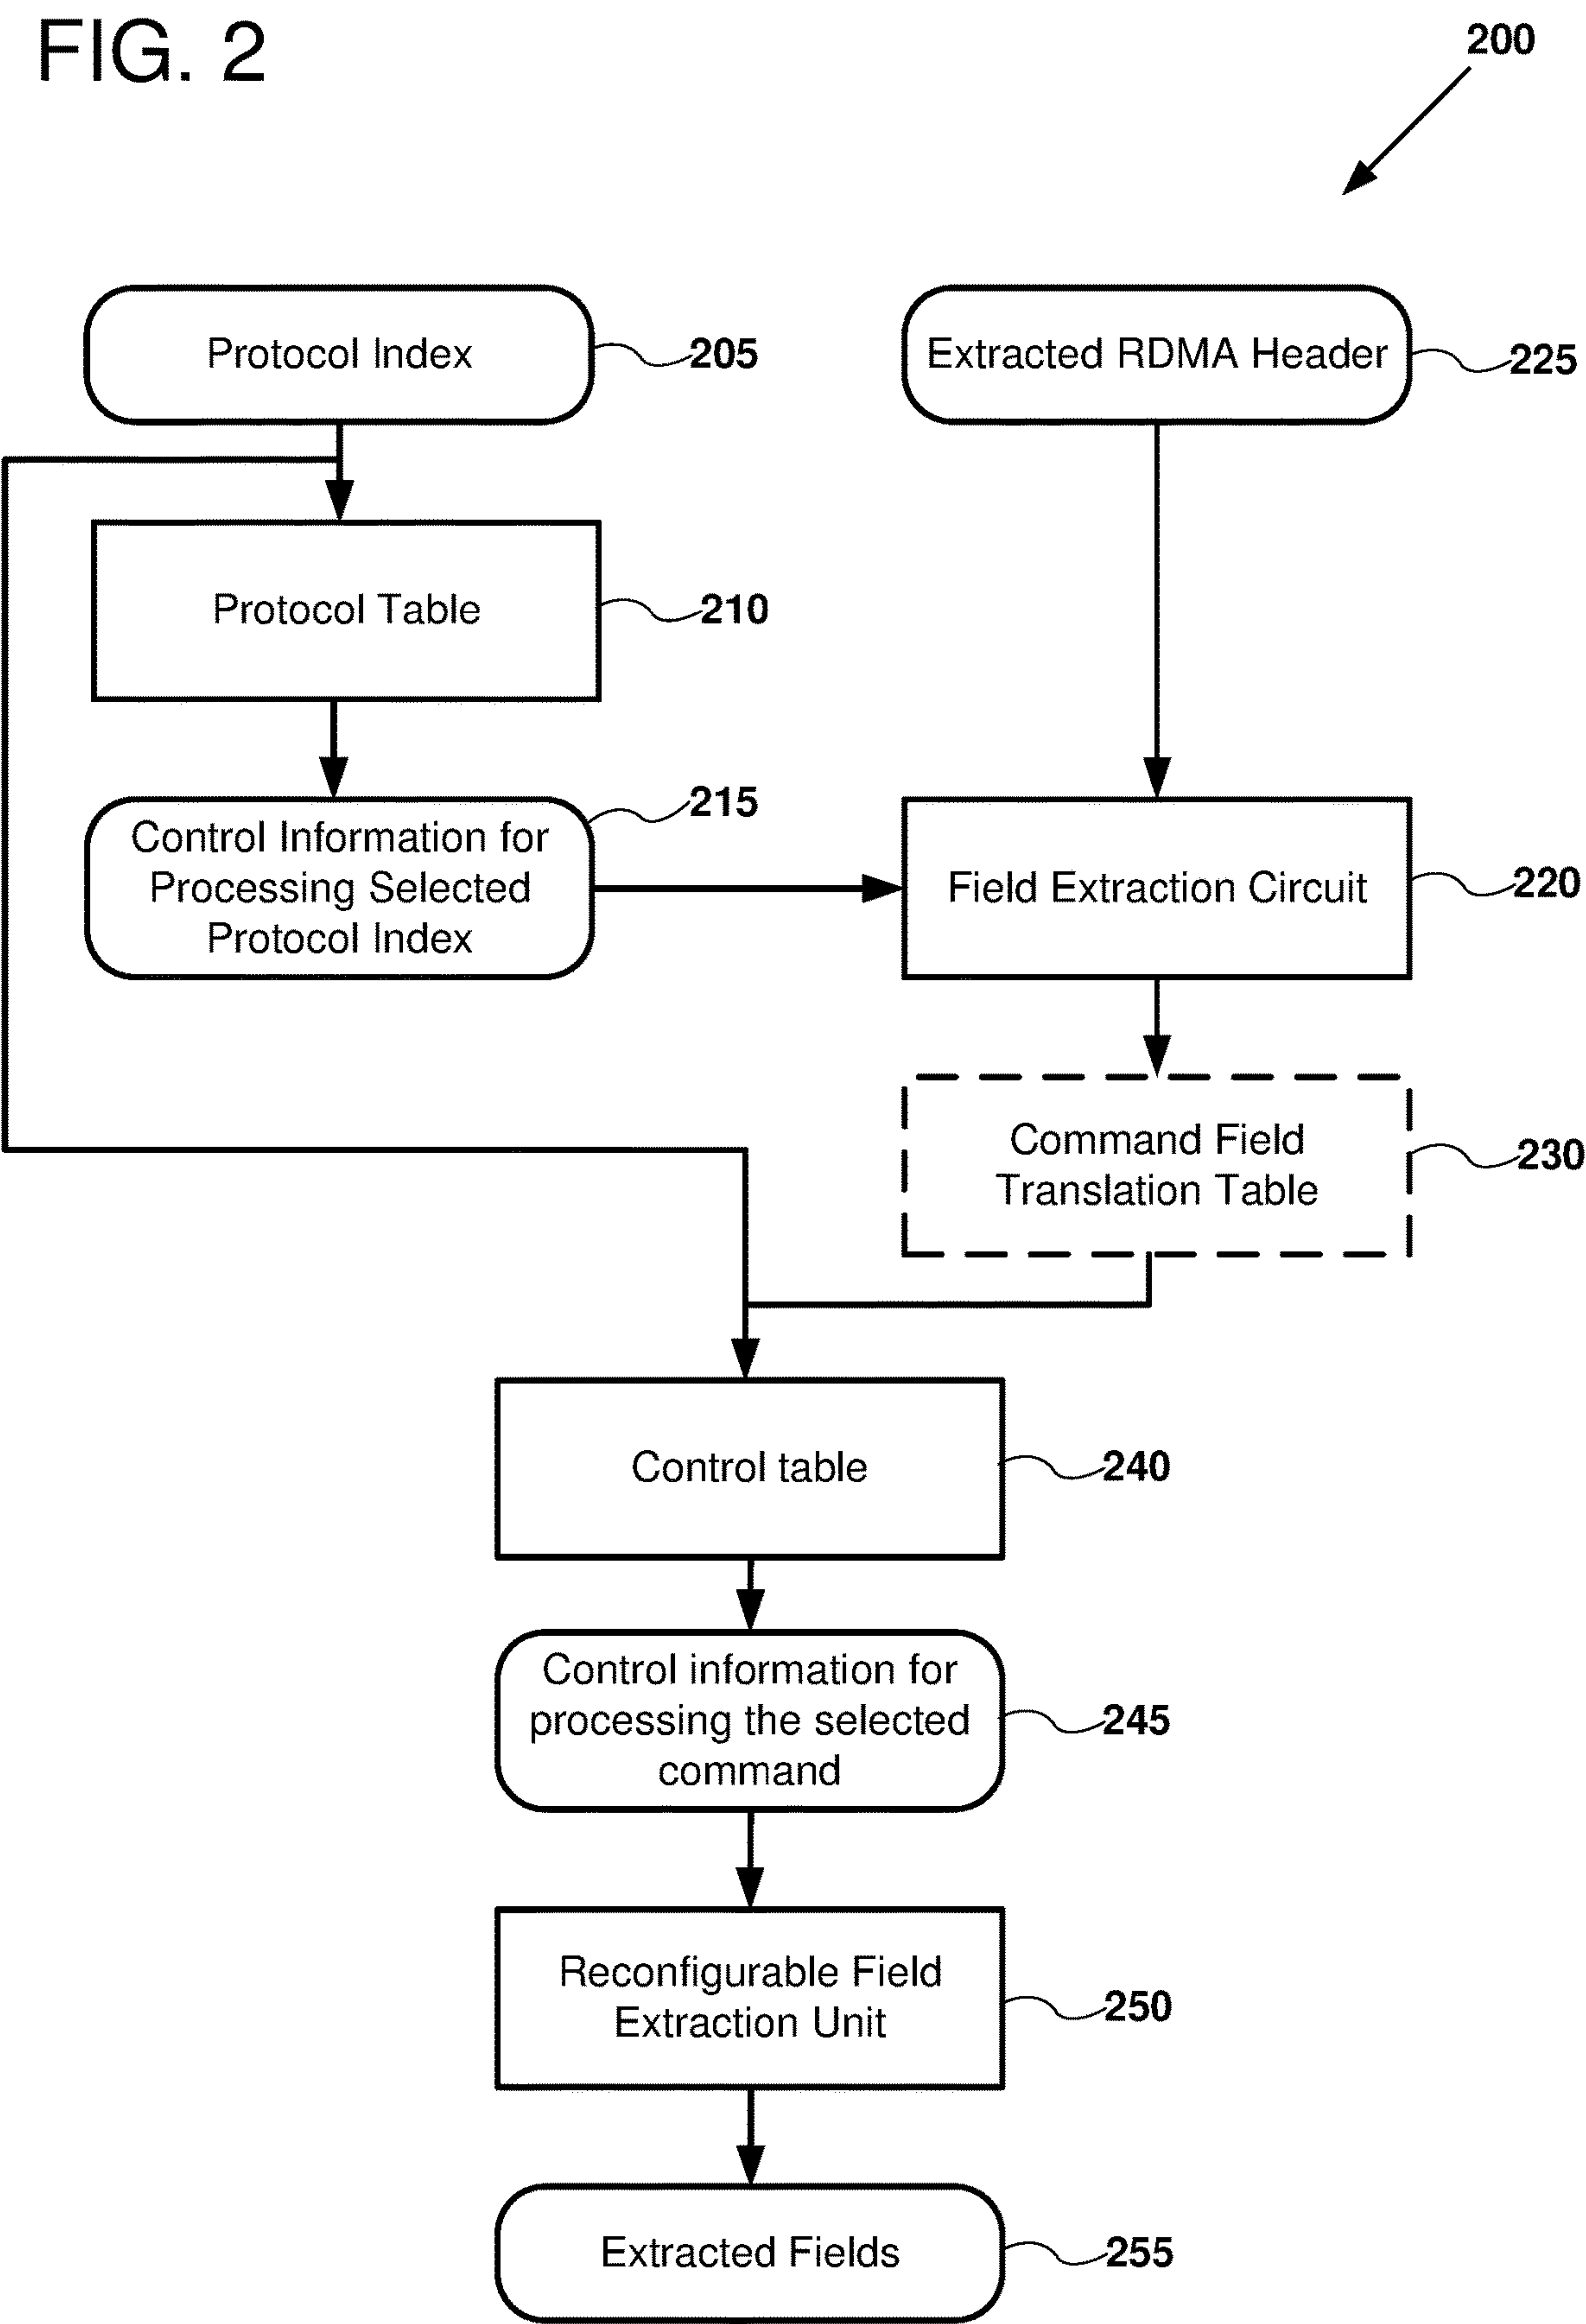 FIG. 2
200
Protocol Index
205
Extracted RDMA Header
225
Protocol Table
210
Control Information for
Processing Selected
Protocol Index
215
Field Extraction Circuit
220
Command Field
Translation Table
230
Control table
240
Control information for
processing the selected
command
245
Reconfigurable Field
Extraction Unit
250
Extracted Fields
255